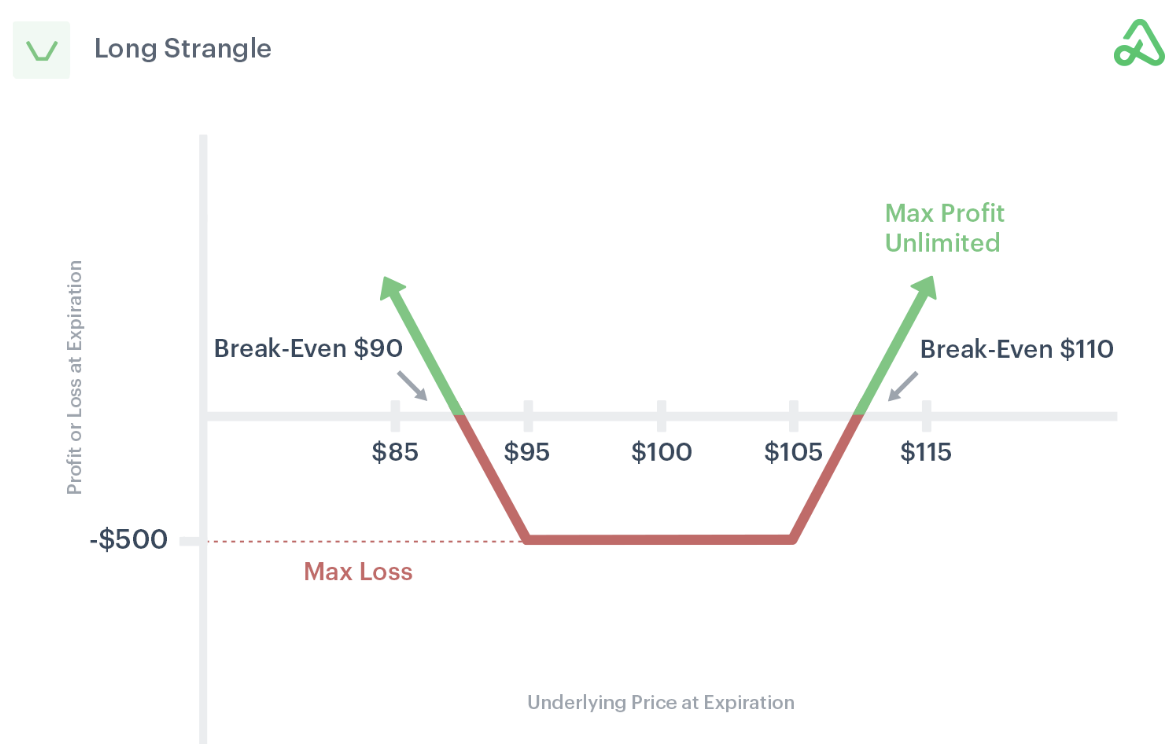 Long Strangle
Max Profit
Unlimited
Break-Even $90
Break-Even $110
Profit or Loss at Expiration
$85
$95
$100
$105
$115
-$500
Max Loss
Underlying Price at Expiration